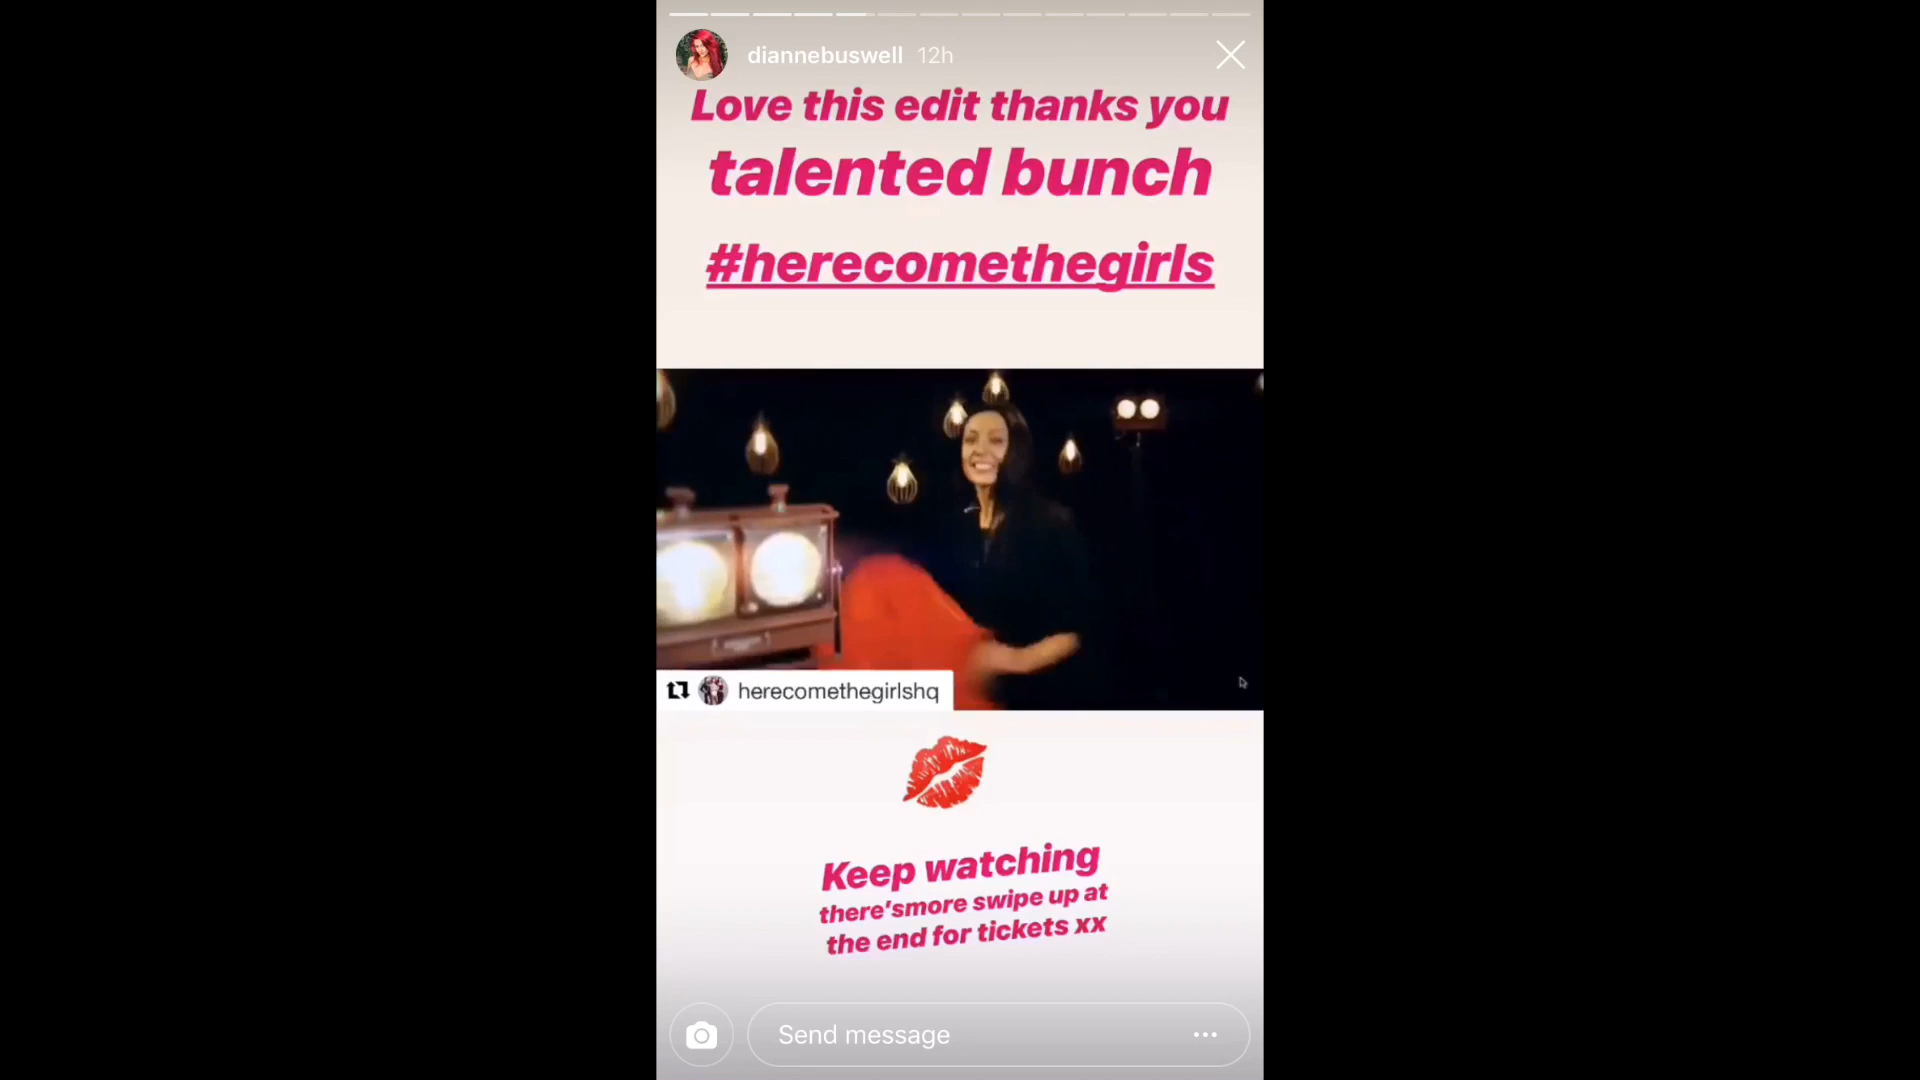 diannebuswell 12h
Love this edit thanks you
talented bunch
#herecomethegirls
herecomethegirlshq
Keep watching
there'smore swipe up at
the end for tickets xx
Send message